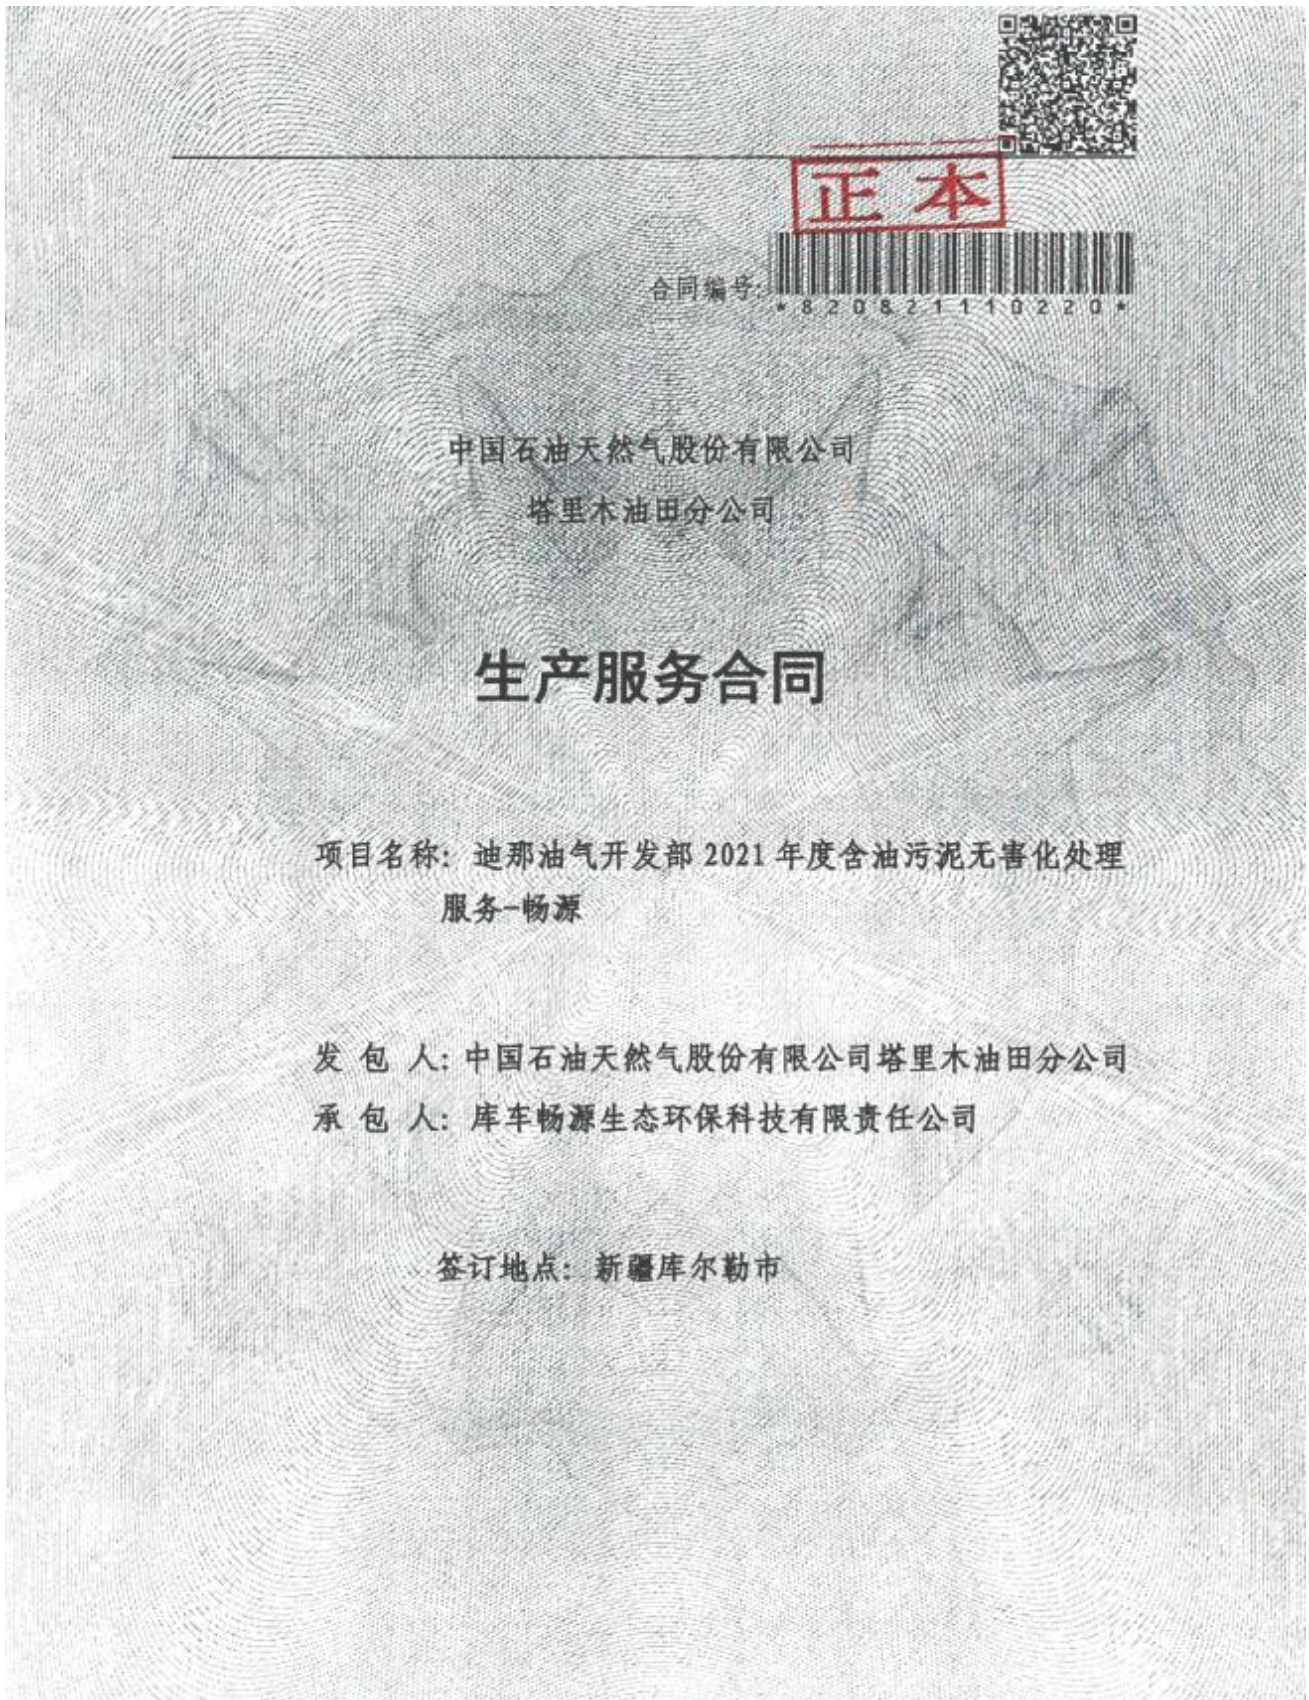 正本
合同编号:
*820821110220*
中国石油天然气股份有限公司
塔里木油田分公司
生产服务合同
项目名称：迪那油气开发部 2021 年度含油污泥无害化处理
服务-畅源
发 包 人：中国石油天然气股份有限公司塔里木油田分公司
承 包 人：库车畅源生态环保科技有限责任公司
签订地点：新疆库尔勒市